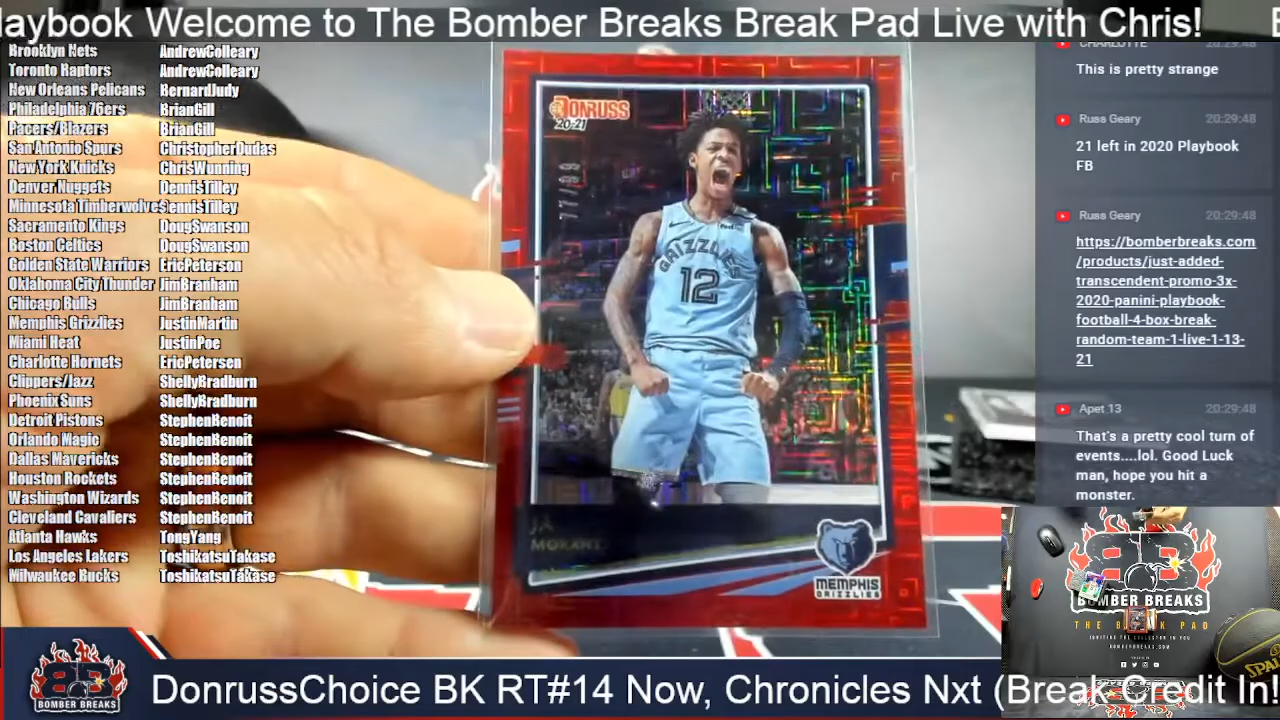 laybook Welcome to The Bomber Breaks Break Pad Live with Chris!
Brooklyn Nets AndrewColleary
Toronto Raptors AndrewColleary
New Orleans Pelicans BernardJudy
Philadelphia 76ers BrianGill
Pacers/Blazers BrianGill
San Antonio Spurs ChristopherDudas
New York Knicks ChrisWunning
Denver Nuggets DennisTilley
Minnesota Timberwolves DennisTilley
Sacramento Kings DougSwanson
Boston Celtics DougSwanson
Golden State Warriors EricPeterson
Oklahoma City Thunder JimBranham
Chicago Bulls JimBranham
Memphis Grizzlies JustinMartin
Miami Heat JustinPoe
Charlotte Hornets EricPetersen
Clippers/Jazz ShellyBradburn
Phoenix Suns ShellyBradburn
Detroit Pistons StephenBenoit
Orlando Magic StephenBenoit
Dallas Mavericks StephenBenoit
Houston Rockets StephenBenoit
Washington Wizards StephenBenoit
Cleveland Cavaliers StephenBenoit
Atlanta Hawks TongYang
Los Angeles Lakers ToshikatsuTakase
Milwaukee Bucks ToshikatsuTakase
DONRUSS
20-21
GRIZZLIES
12
JA
MORANT
MEMPHIS
GRIZZLIES
CHARLOTTE 20:29:48
This is pretty strange
Russ Geary 20:29:48
21 left in 2020 Playbook
FB
Russ Geary 20:29:48
https://bomberbreaks.com
/products/just-added-
transcendent-promo-3x-
2020-panini-playbook-
football-4-box-break-
random-team-1-live-1-13-
21
Apet 13 20:29:48
That's a pretty cool turn of
events....lol. Good Luck
man, hope you hit a
monster.
BOMBER BREAKS
THE BREAK PAD
BOMBERBREAKS.COM
BOMBER BREAKS
DonrussChoice BK RT#14 Now, Chronicles Nxt (Break Credit In!